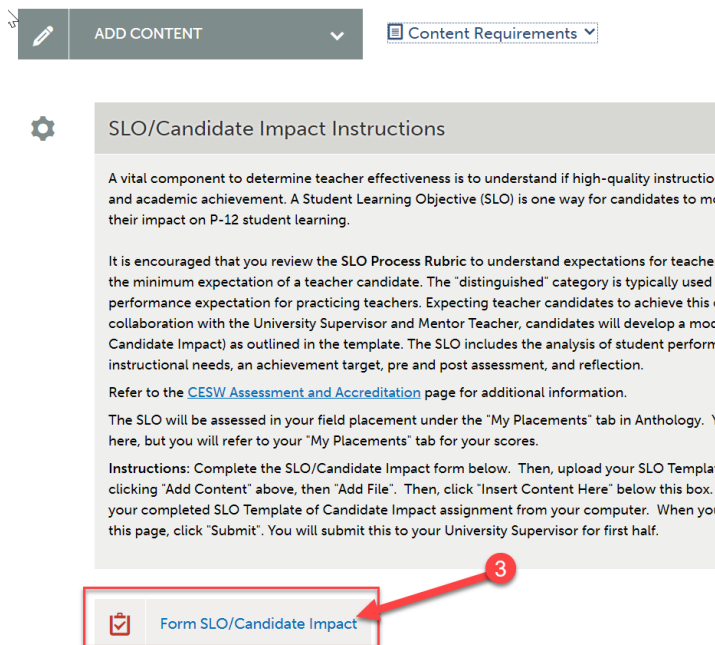 ADD CONTENT
Content Requirements
SLO/Candidate Impact Instructions
A vital component to determine teacher effectiveness is to understand if high-quality instructio
and academic achievement. A Student Learning Objective (SLO) is one way for candidates to mo
their impact on P-12 student learning.
It is encouraged that you review the SLO Process Rubric to understand expectations for teache
the minimum expectation of a teacher candidate. The "distinguished" category is typically used
performance expectation for practicing teachers. Expecting teacher candidates to achieve this
collaboration with the University Supervisor and Mentor Teacher, candidates will develop a mod
Candidate Impact) as outlined in the template. The SLO includes the analysis of student perform
instructional needs, an achievement target, pre and post assessment, and reflection.
Refer to the CESW Assessment and Accreditation page for additional information.
The SLO will be assessed in your field placement under the "My Placements" tab in Anthology.
here, but you will refer to your "My Placements" tab for your scores.
Instructions: Complete the SLO/Candidate Impact form below. Then, upload your SLO Templa
clicking "Add Content" above, then "Add File". Then, click "Insert Content Here" below this box.
your completed SLO Template of Candidate Impact assignment from your computer. When you
this page, click "Submit". You will submit this to your University Supervisor for first half.
3
Form SLO/Candidate Impact